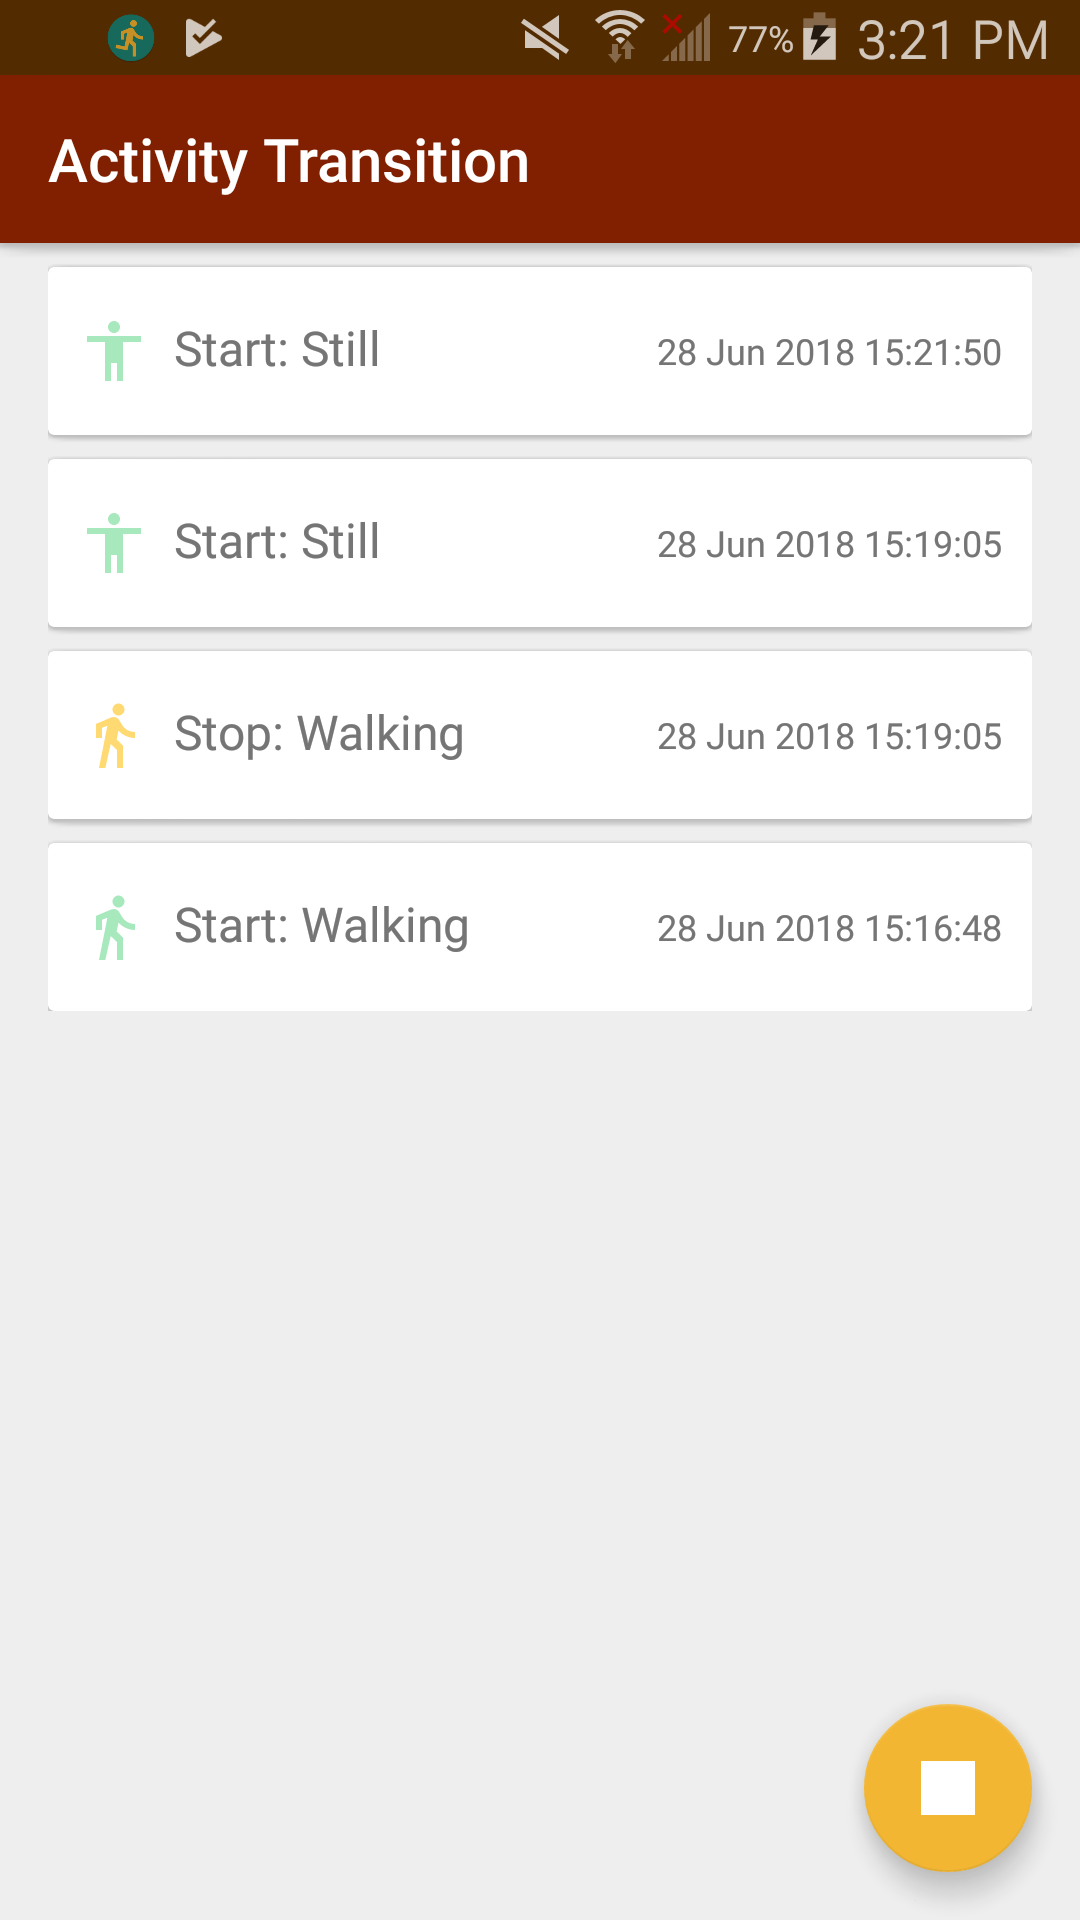 77% 3:21 PM
Activity Transition
Start: Still 28 Jun 2018 15:21:50
Start: Still 28 Jun 2018 15:19:05
Stop: Walking 28 Jun 2018 15:19:05
Start: Walking 28 Jun 2018 15:16:48